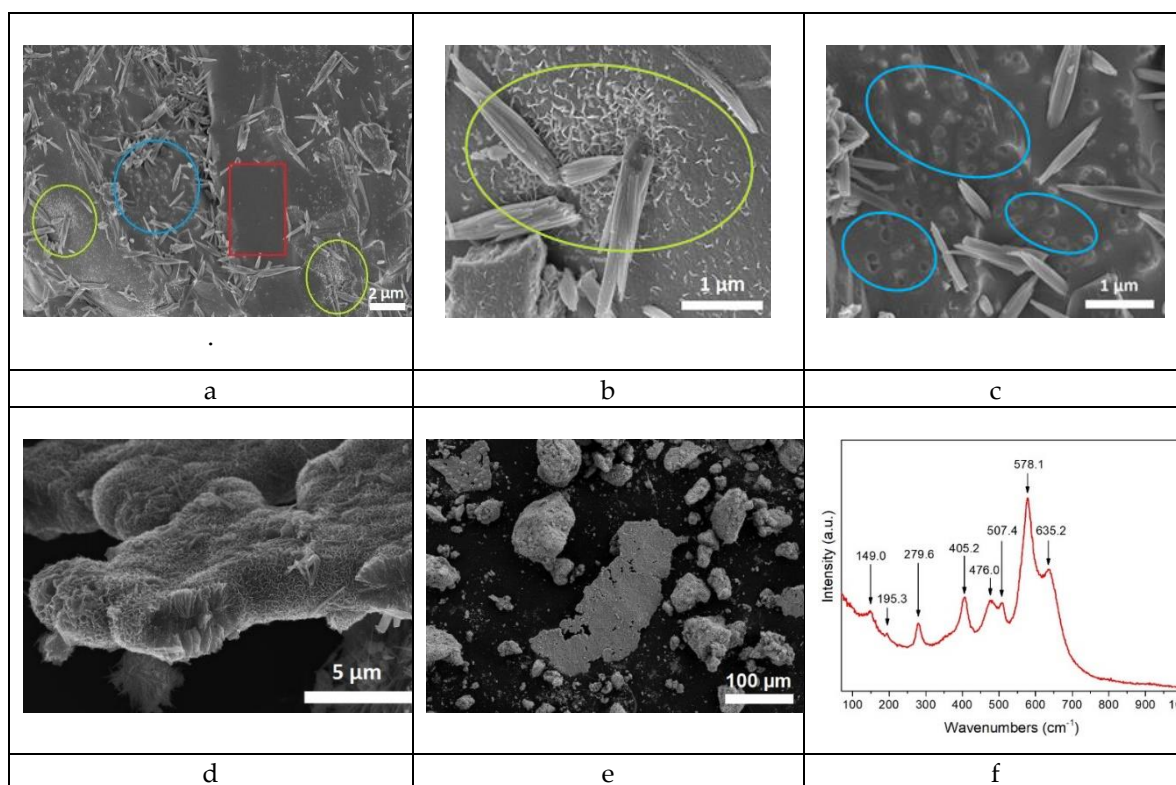 2 µm
1 µm
1 µm
.
a
b
c
5 µm
100 µm
578.1
635.2
507.4
405.2
476.0
279.6
149.0
195.3
Intensity (a.u.)
100 200 300 400 500 600 700 800 900
Wavenumbers (cm⁻¹)
d
e
f